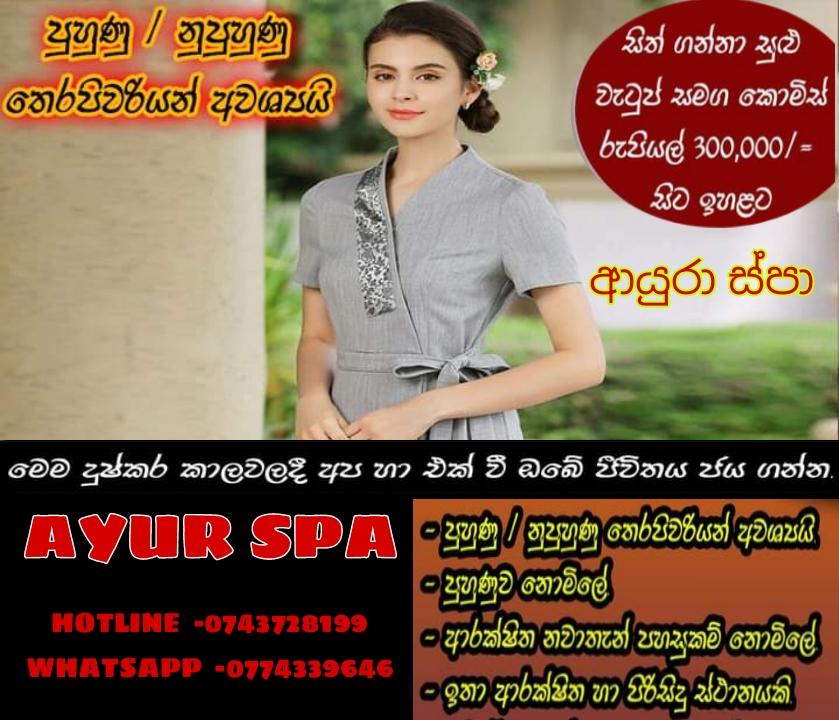 පුහුණු / නුපුහුණු
තෙරපිවරියන් අවශ්‍යයි
සිත් ගන්නා සුළු
වැටුප් සමග කොමිස්
රුපියල් 300,000/=
සිට ඉහළට
ආයුරා ස්පා
මෙම දුෂ්කර කාලවලදී අප හා එක් වී ඔබේ ජීවිතය ජය ගන්න.
AYUR SPA
HOTLINE -0743728199
WHATSAPP -0774339646
- පුහුණු / නුපුහුණු තෙරපිවරියන් අවශ්‍යයි.
- පුහුණුව නොමිලේ.
- ආරක්ෂිත නවාතැන් පහසුකම් නොමිලේ.
- ඉතා ආරක්ෂිත හා පිරිසිදු ස්ථානයකි.